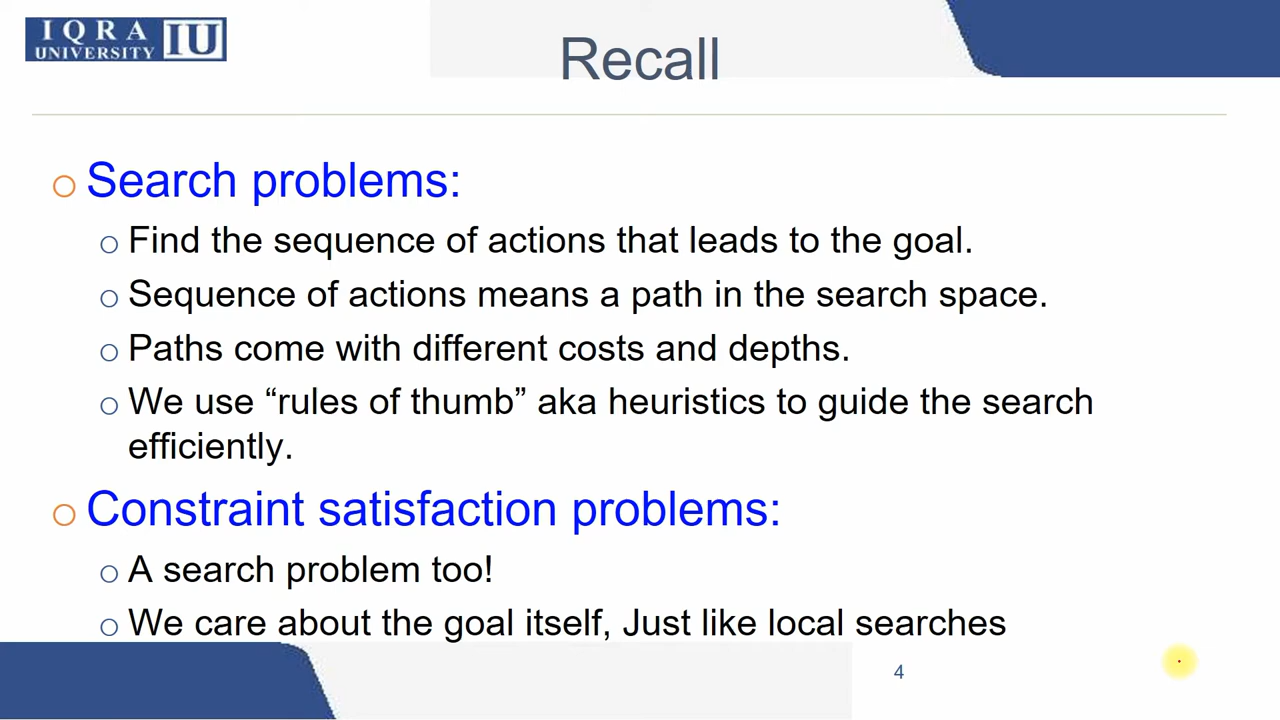 IQRA
UNIVERSITY IU
Recall
Search problems:
Find the sequence of actions that leads to the goal.
Sequence of actions means a path in the search space.
Paths come with different costs and depths.
We use “rules of thumb” aka heuristics to guide the search
efficiently.
Constraint satisfaction problems:
A search problem too!
We care about the goal itself, Just like local searches
4